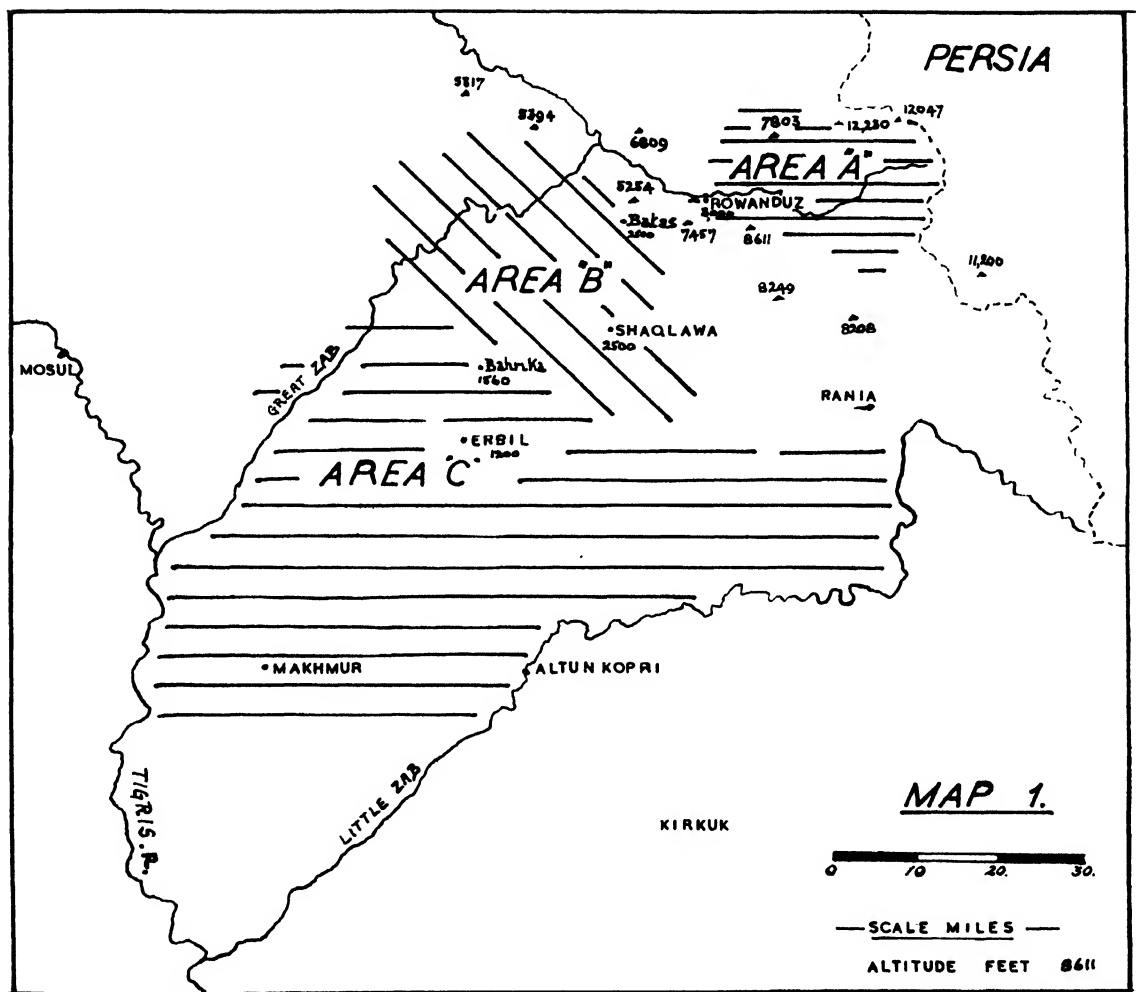 PERSIA
5317
5394
6809
7803
12,230
12047
AREA "A"
5254
ROWANDUZ
Batas
2500
7457
8611
11,200
AREA "B"
8249
8208
SHAQLAWA
2500
MOSUL
GREAT ZAB
Bahrka
1560
RANIA
ERBIL
1200
AREA "C"
MAKHMUR
ALTUN KOPRI
TIGRIS. R.
LITTLE ZAB
KIRKUK
MAP 1.
0 10 20. 30.
SCALE MILES
ALTITUDE FEET 8611